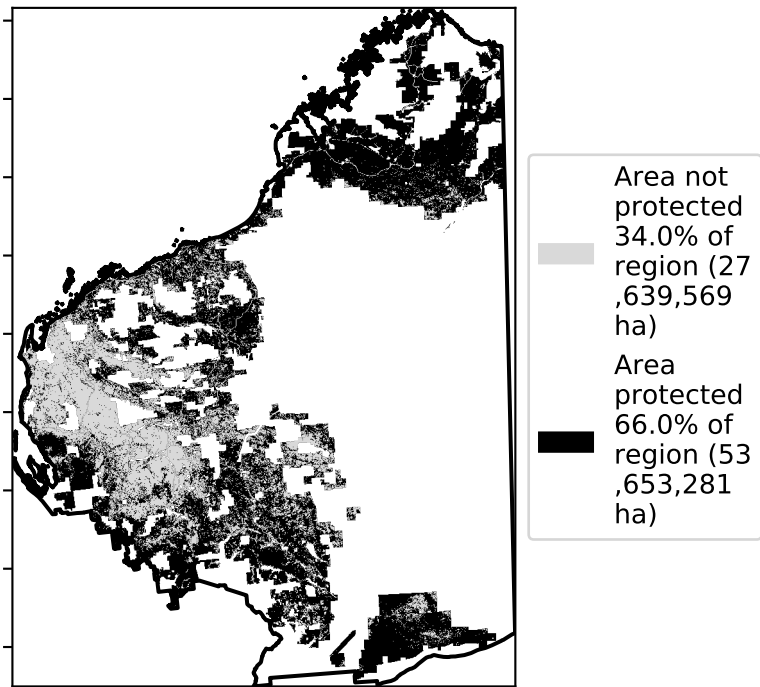 Area not
protected
34.0% of
region (27
,639,569
ha)
Area
protected
66.0% of
region (53
,653,281
ha)